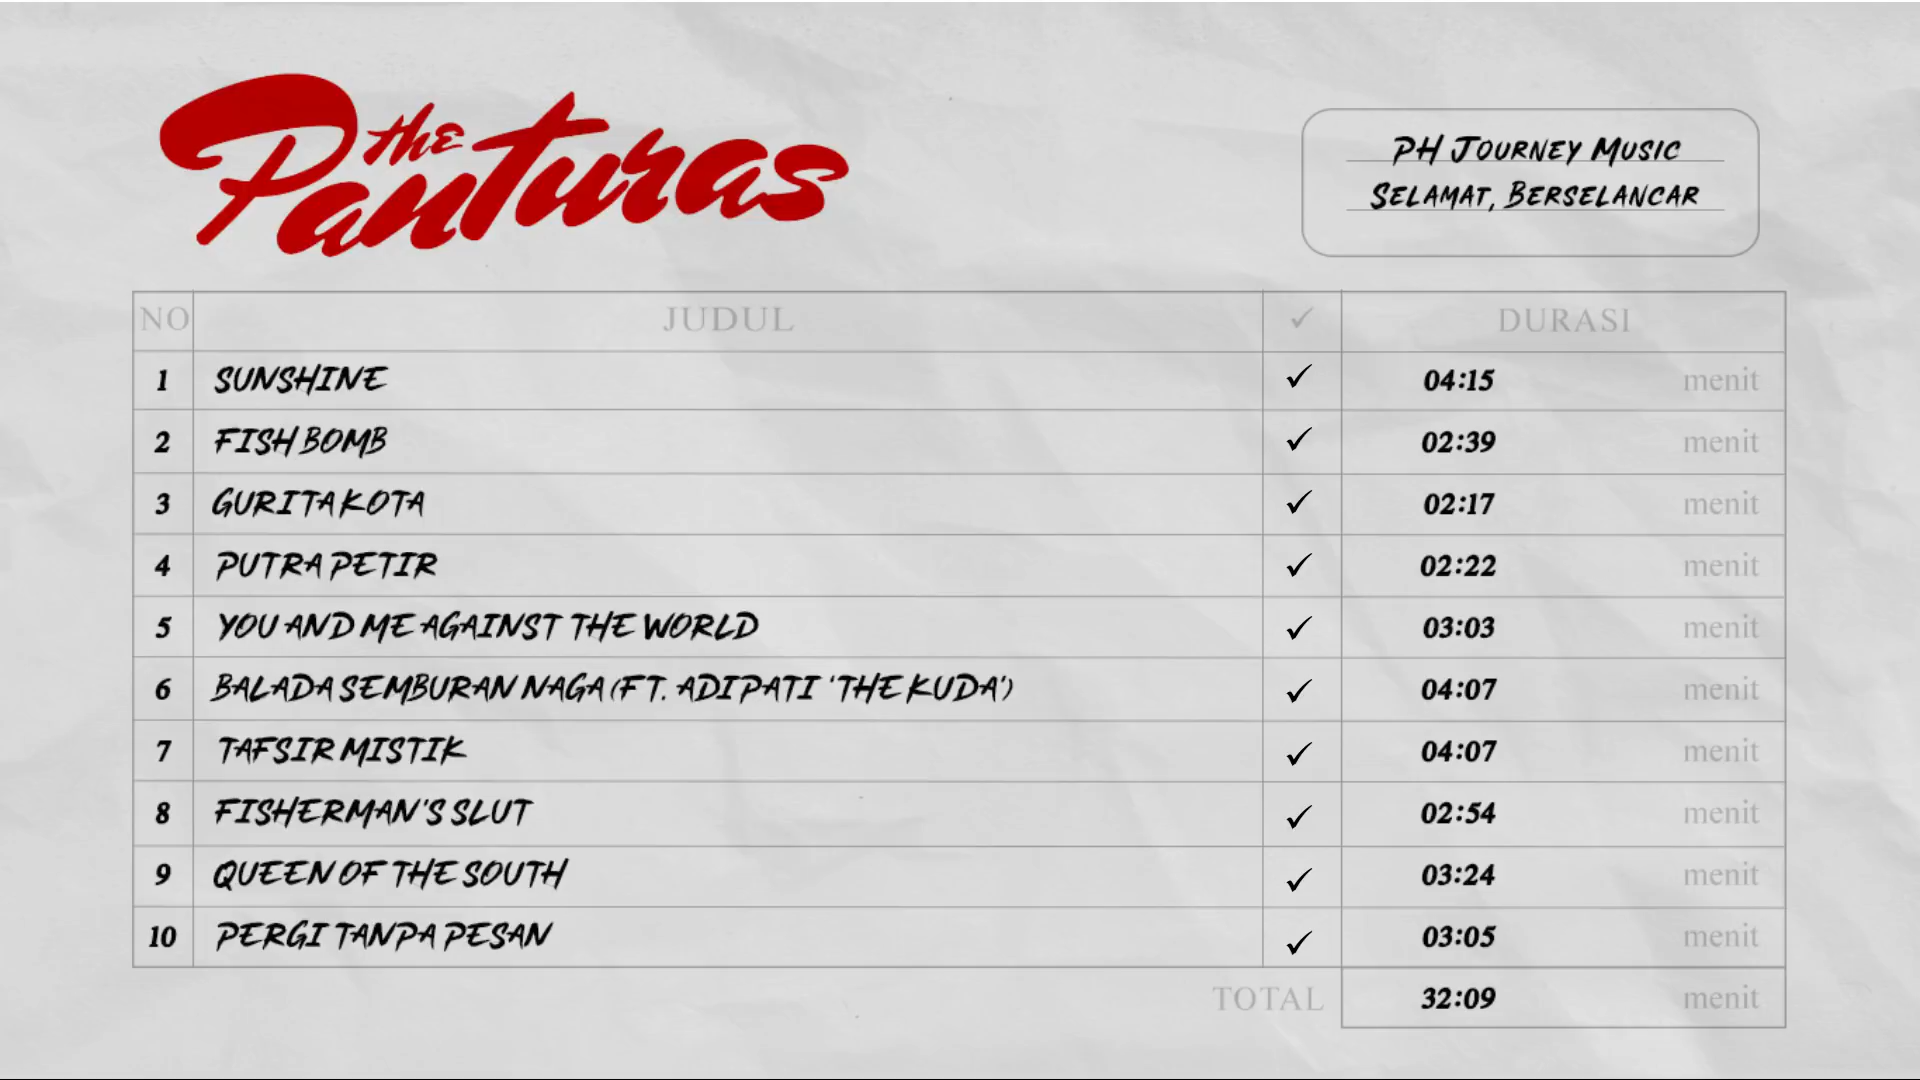 the Panturas
PH Journey Music
Selamat, Berselancar
NO JUDUL ✓ DURASI
1 SUNSHINE ✓ 04:15 menit
2 FISH BOMB ✓ 02:39 menit
3 GURITA KOTA ✓ 02:17 menit
4 PUTRA PETIR ✓ 02:22 menit
5 YOU AND ME AGAINST THE WORLD ✓ 03:03 menit
6 BALADA SEMBURAN NAGA (FT. ADIPATI 'THE KUDA') ✓ 04:07 menit
7 TAFSIR MISTIK ✓ 04:07 menit
8 FISHERMAN'S SLUT ✓ 02:54 menit
9 QUEEN OF THE SOUTH ✓ 03:24 menit
10 PERGI TANPA PESAN ✓ 03:05 menit
TOTAL 32:09 menit